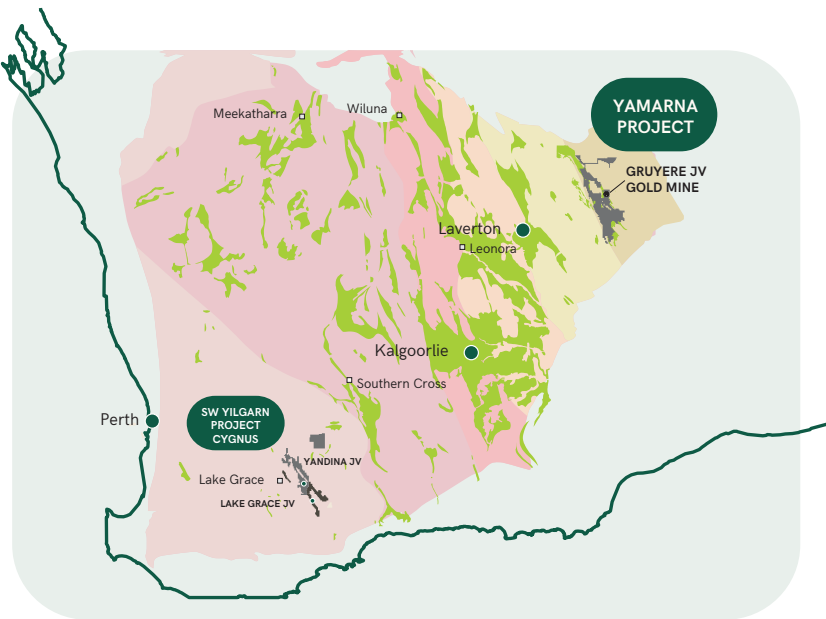 YAMARNA
PROJECT
Meekatharra
Wiluna
GRUYERE JV
GOLD MINE
Laverton
Leonora
Kalgoorlie
Southern Cross
Perth
SW YILGARN
PROJECT
CYGNUS
YANDINA JV
Lake Grace
LAKE GRACE JV